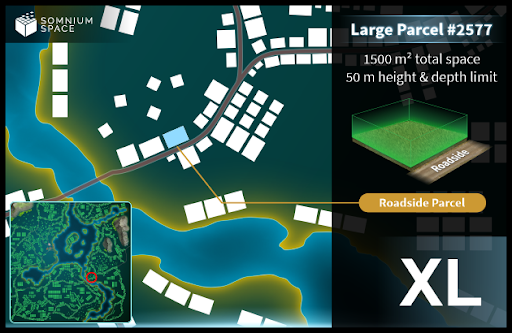 SOMNIUM
SPACE
Large Parcel #2577
1500 m² total space
50 m height & depth limit
Roadside
Roadside Parcel
XL